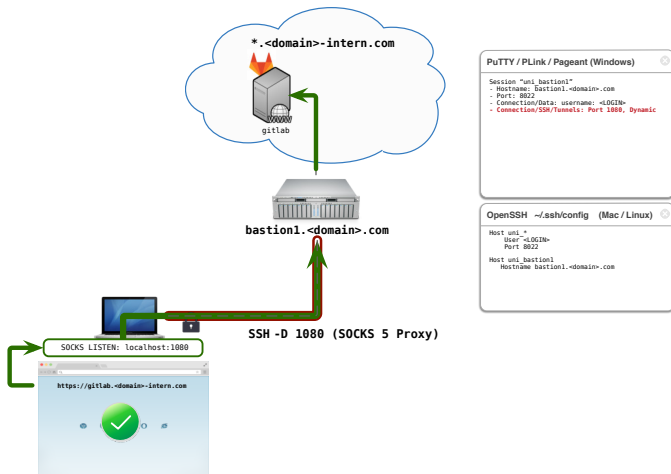 *.<domain>-intern.com
gitlab
bastion1.<domain>.com
SSH -D 1080 (SOCKS 5 Proxy)
SOCKS LISTEN: localhost:1080
https://gitlab.<domain>-intern.com
PuTTY / PLink / Pageant (Windows)
Session "uni_bastion1"
- Hostname: bastion1.<domain>.com
- Port: 8022
- Connection/Data: username: <LOGIN>
- Connection/SSH/Tunnels: Port 1080, Dynamic
OpenSSH ~/.ssh/config (Mac / Linux)
Host uni_*
User <LOGIN>
Port 8022
Host uni_bastion1
Hostname bastion1.<domain>.com